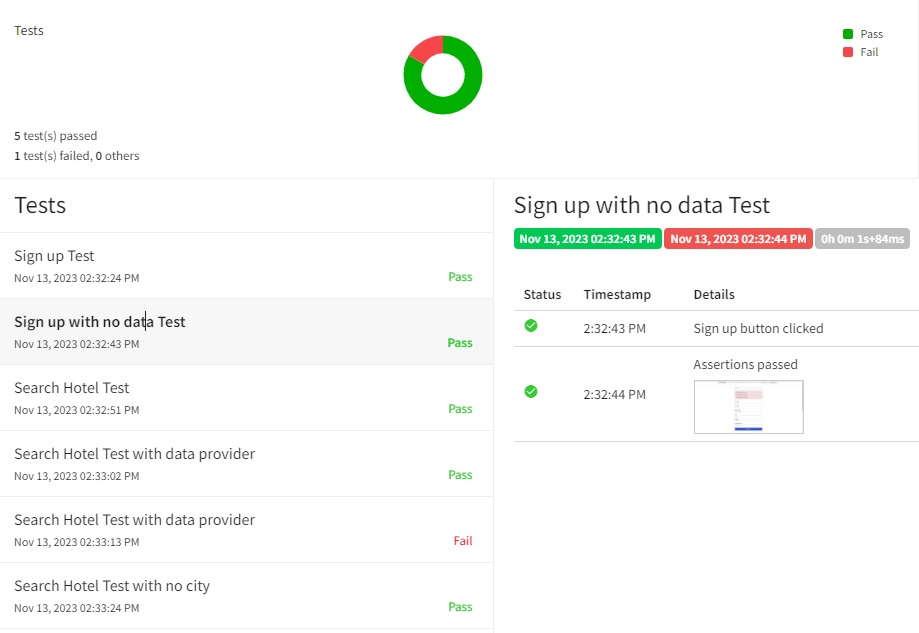 Tests
Pass
Fail
5 test(s) passed
1 test(s) failed, 0 others
Tests
Sign up Test
Nov 13, 2023 02:32:24 PM
Pass
Sign up with no data Test
Nov 13, 2023 02:32:43 PM
Pass
Search Hotel Test
Nov 13, 2023 02:32:51 PM
Pass
Search Hotel Test with data provider
Nov 13, 2023 02:33:02 PM
Pass
Search Hotel Test with data provider
Nov 13, 2023 02:33:13 PM
Fail
Search Hotel Test with no city
Nov 13, 2023 02:33:24 PM
Pass
Sign up with no data Test
Nov 13, 2023 02:32:43 PM Nov 13, 2023 02:32:44 PM 0h 0m 1s+84ms
Status Timestamp Details
2:32:43 PM Sign up button clicked
Assertions passed
2:32:44 PM